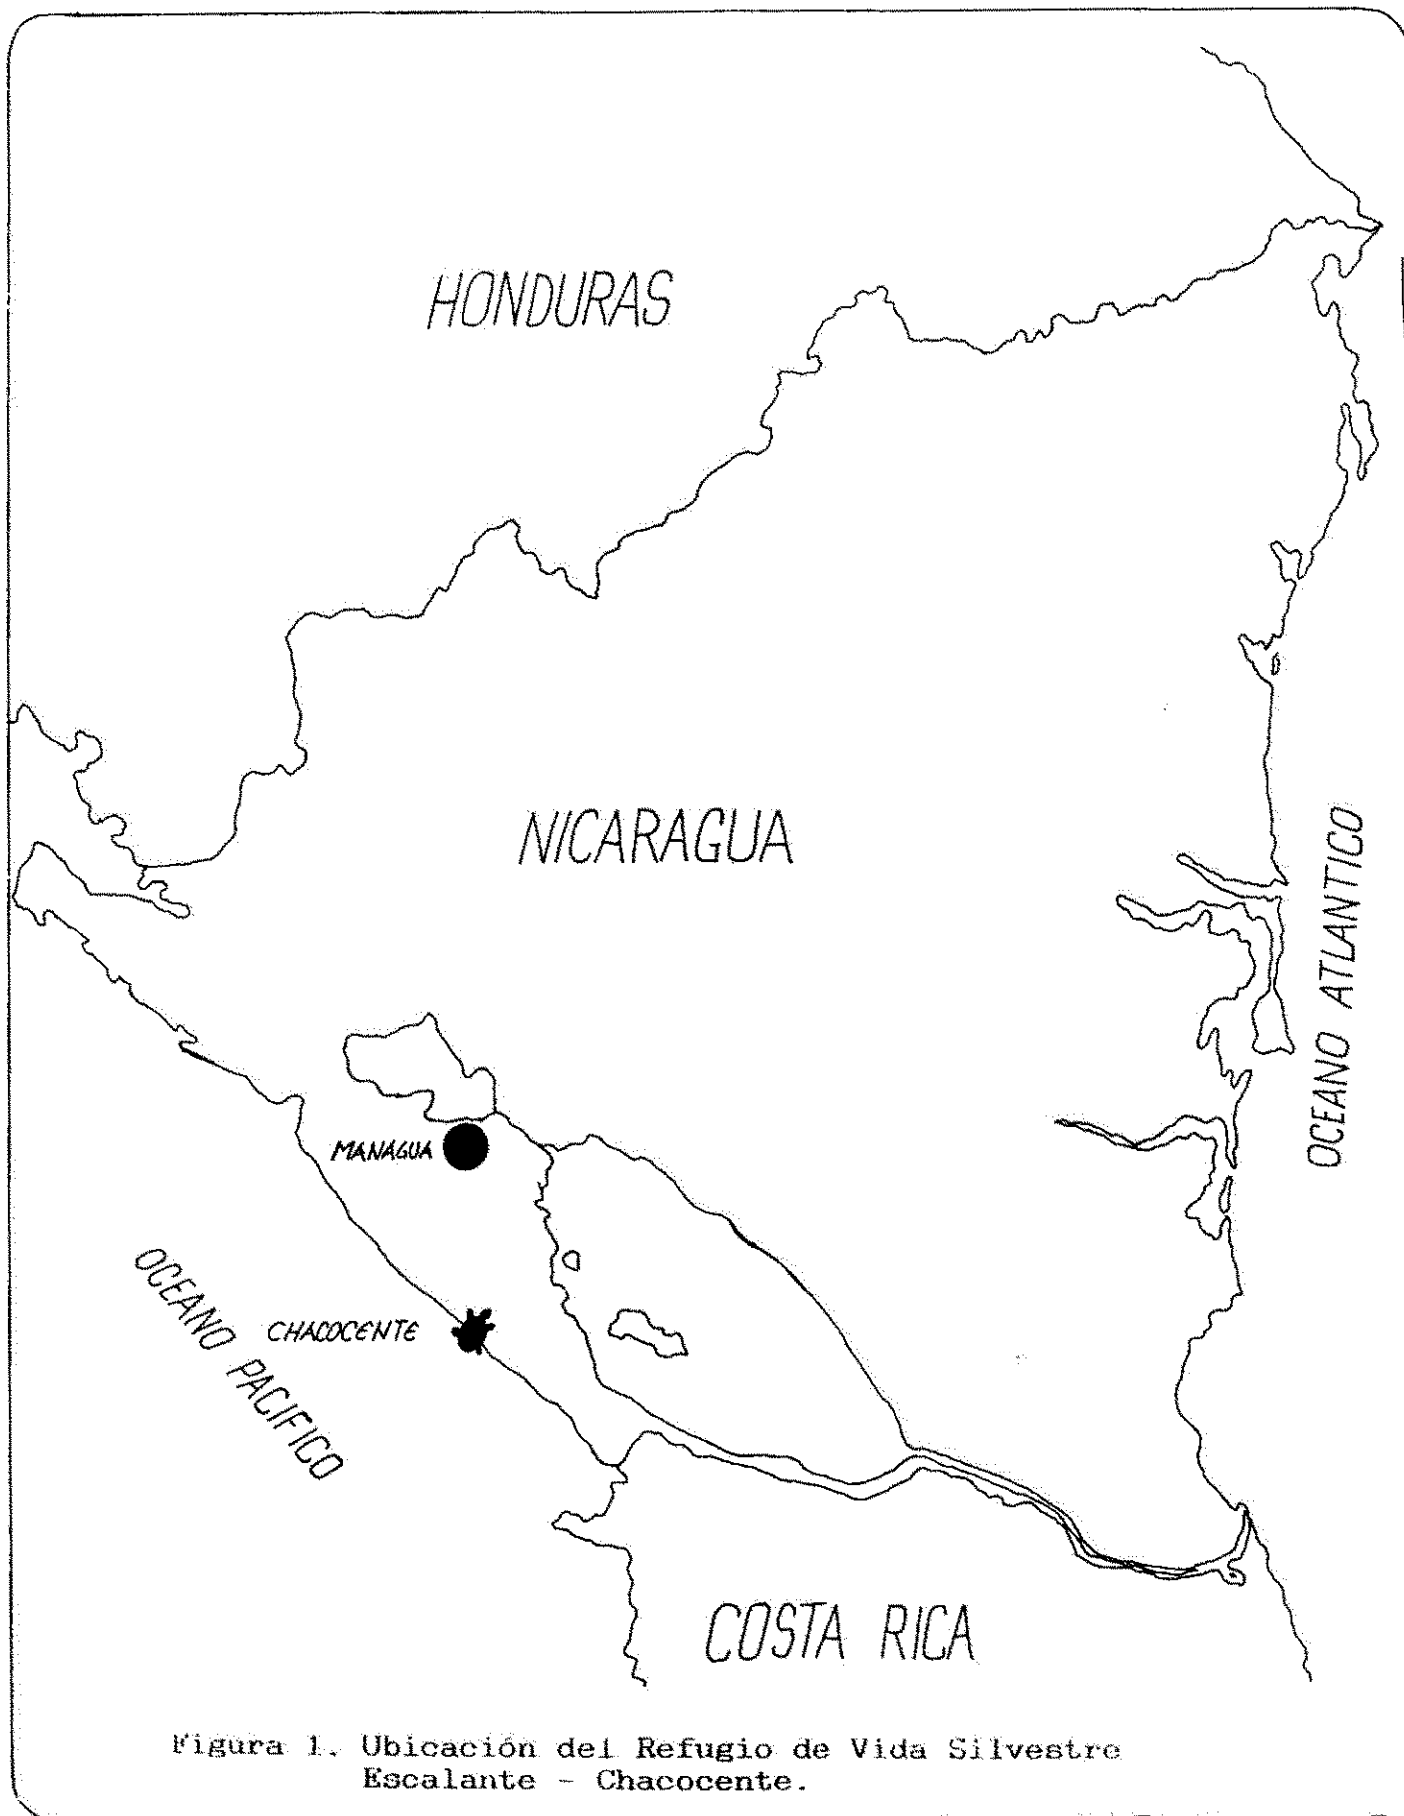 HONDURAS
NICARAGUA
OCEANO ATLANTICO
MANAGUA
OCEANO PACIFICO
CHACOCENTE
COSTA RICA
Figura 1. Ubicación del Refugio de Vida Silvestre
Escalante - Chacocente.